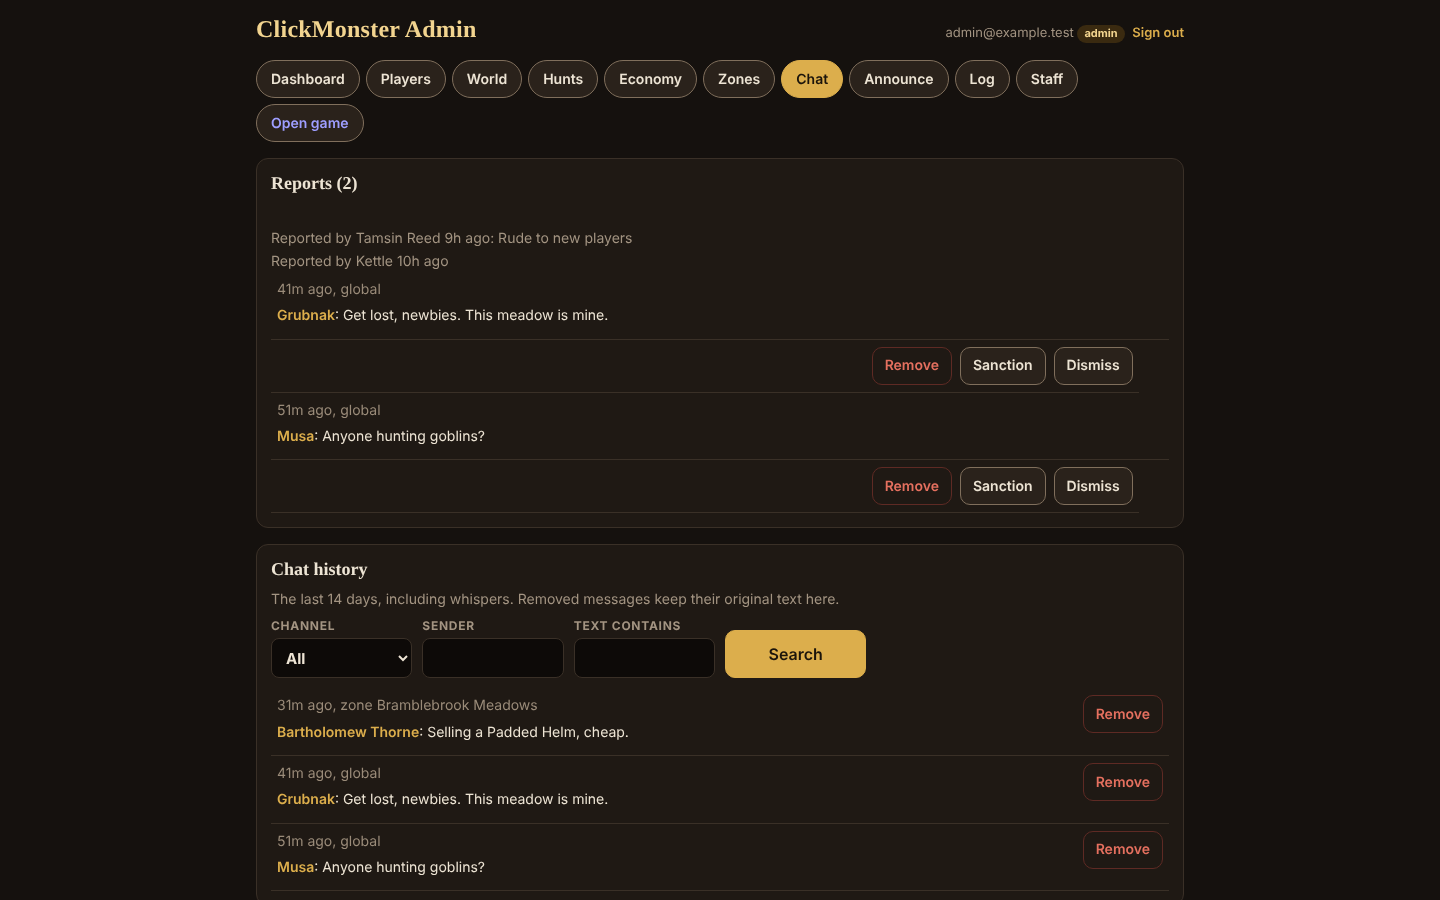 ClickMonster Admin
admin@example.test admin Sign out
Dashboard Players World Hunts Economy Zones Chat Announce Log Staff
Open game
Reports (2)
Reported by Tamsin Reed 9h ago: Rude to new players
Reported by Kettle 10h ago
41m ago, global
Grubnak: Get lost, newbies. This meadow is mine.
Remove Sanction Dismiss
51m ago, global
Musa: Anyone hunting goblins?
Remove Sanction Dismiss
Chat history
The last 14 days, including whispers. Removed messages keep their original text here.
CHANNEL SENDER TEXT CONTAINS
All Search
31m ago, zone Bramblebrook Meadows
Remove
Bartholomew Thorne: Selling a Padded Helm, cheap.
41m ago, global
Remove
Grubnak: Get lost, newbies. This meadow is mine.
51m ago, global
Remove
Musa: Anyone hunting goblins?